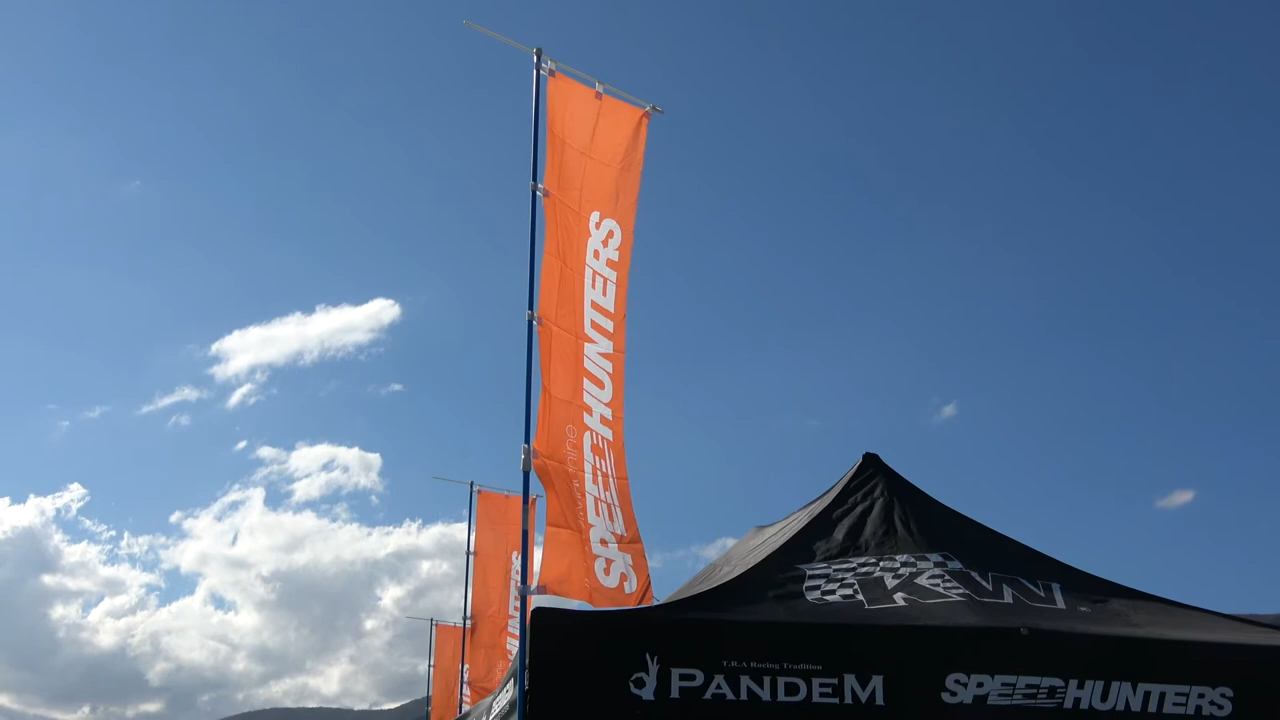 SPEEDHUNTERS
KW
T.R.A Racing Tradition
PANDEM
SPEEDHUNTERS